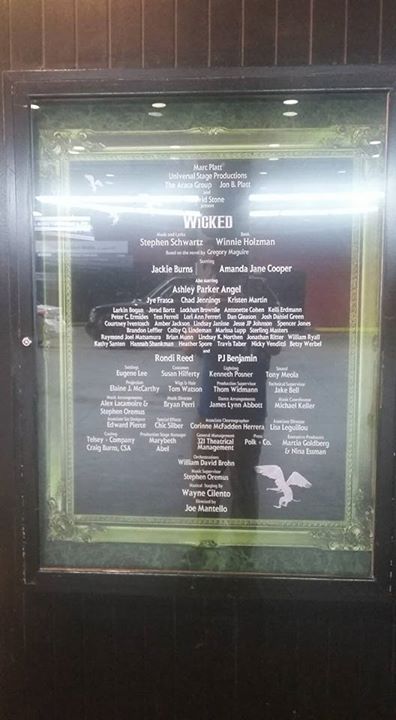 Marc Platt
Universal Stage Productions
The Araca Group Jon B. Platt
and
David Stone
present
WICKED
Music and Lyrics Book
Stephen Schwartz Winnie Holzman
Based on the novel by Gregory Maguire
Starring
Jackie Burns Amanda Jane Cooper
Also starring
Ashley Parker Angel
Jye Frasca Chad Jennings Kristen Martin
Larkin Bogan Jerad Bortz Lockhart Brownlie Antonette Cohen Kelli Erdmann
Peter C. Ermides Tess Ferrell Lori Ann Ferreri Dan Gleason Josh Daniel Green
Courtney Iventosch Amber Jackson Lindsay Janisse Jesse JP Johnson Spencer Jones
Brandon Leffler Colby Q. Lindeman Marissa Lupp Sterling Masters
Raymond Joel Matsamura Brian Munn Lindsay K. Northen Jonathan Ritter William Ryall
Kathy Santen Hannah Shankman Heather Spore Travis Taber Micky Venditti Betsy Werbel
and
Rondi Reed PJ Benjamin
Settings Costumes Lighting Sound
Eugene Lee Susan Hilferty Kenneth Posner Tony Meola
Projection Wigs & Hair Production Supervisor Technical Supervisor
Elaine J. McCarthy Tom Watson Thom Widmann Jake Bell
Music Arrangements Music Director Dance Arrangements Music Coordinator
Alex Lacamoire & Bryan Perri James Lynn Abbott Michael Keller
Stephen Oremus
Associate Set Designer Special Effects Associate Choreographer Associate Director
Edward Pierce Chic Silber Corinne McFadden Herrera Lisa Leguillou
Casting Production Stage Manager General Management Press Executive Producers
Telsey + Company Marybeth 321 Theatrical Polk + Co. Marcia Goldberg
Craig Burns, CSA Abel Management & Nina Essman
Orchestrations
William David Brohn
Music Supervisor
Stephen Oremus
Musical Staging By
Wayne Cilento
Directed by
Joe Mantello